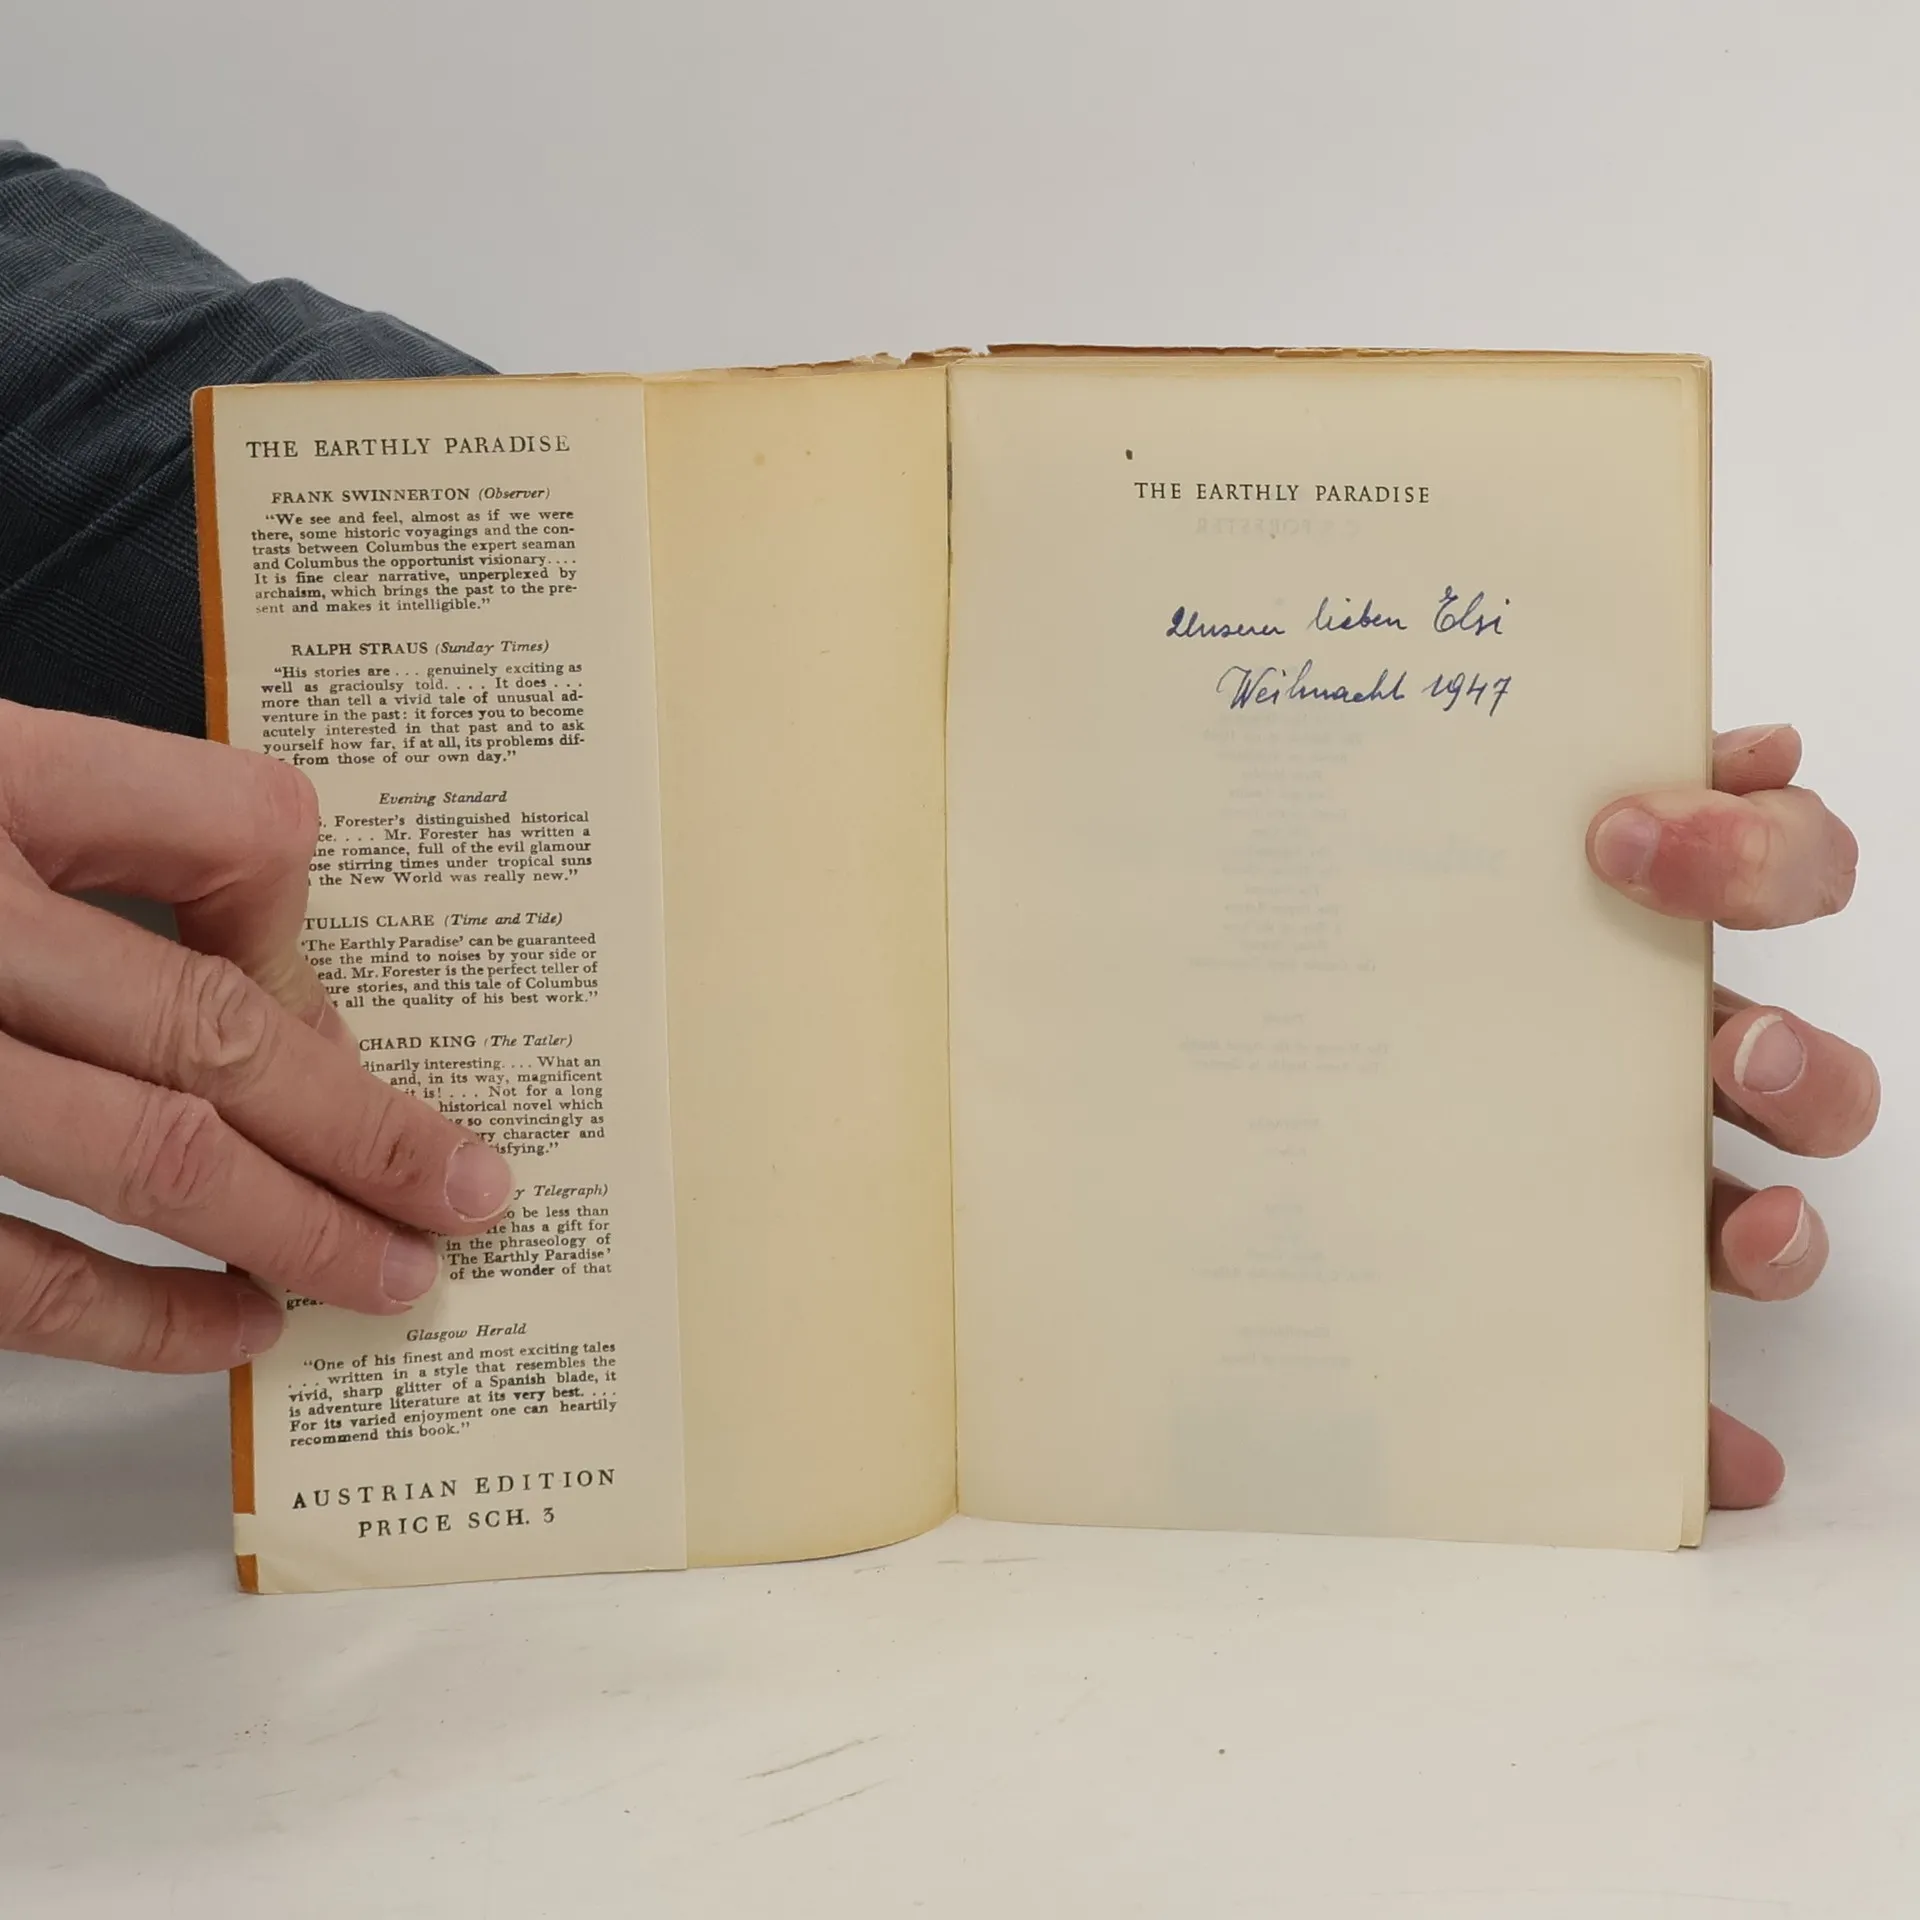 THE EARTHLY PARADISE
FRANK SWINNERTON (Observer)
"We see and feel, almost as if we were
there, some historic voyagings and the con-
trasts between Columbus the expert seaman
and Columbus the opportunist visionary....
It is fine clear narrative, unperplexed by
archaism, which brings the past to the pre-
sent and makes it intelligible."
RALPH STRAUS (Sunday Times)
"His stories are ... genuinely exciting as
well as gracioulsy told. ... It does ...
more than tell a vivid tale of unusual ad-
venture in the past: it forces you to become
acutely interested in that past and to ask
yourself how far, if at all, its problems dif-
from those of our own day."
Evening Standard
S. Forester's distinguished historical
ce. ... Mr. Forester has written a
ine romance, full of the evil glamour
ose stirring times under tropical suns
the New World was really new."
TULLIS CLARE (Time and Tide)
'The Earthly Paradise' can be guaranteed
lose the mind to noises by your side or
ead. Mr. Forester is the perfect teller of
ure stories, and this tale of Columbus
s all the quality of his best work."
CHARD KING (The Tatler)
dinarily interesting.... What an
and, in its way, magnificent
it is! ... Not for a long
historical novel which
so convincingly as
ry character and
isfying."
y Telegraph)
to be less than
He has a gift for
in the phraseology of
'The Earthly Paradise'
of the wonder of that
grea
Glasgow Herald
"One of his finest and most exciting tales
... written in a style that resembles the
vivid, sharp glitter of a Spanish blade, it
is adventure literature at its very best. ...
For its varied enjoyment one can heartily
recommend this book."
AUSTRIAN EDITION
PRICE SCH. 3
THE EARTHLY PARADISE
Unserer lieben Elsi
Weihnacht 1947